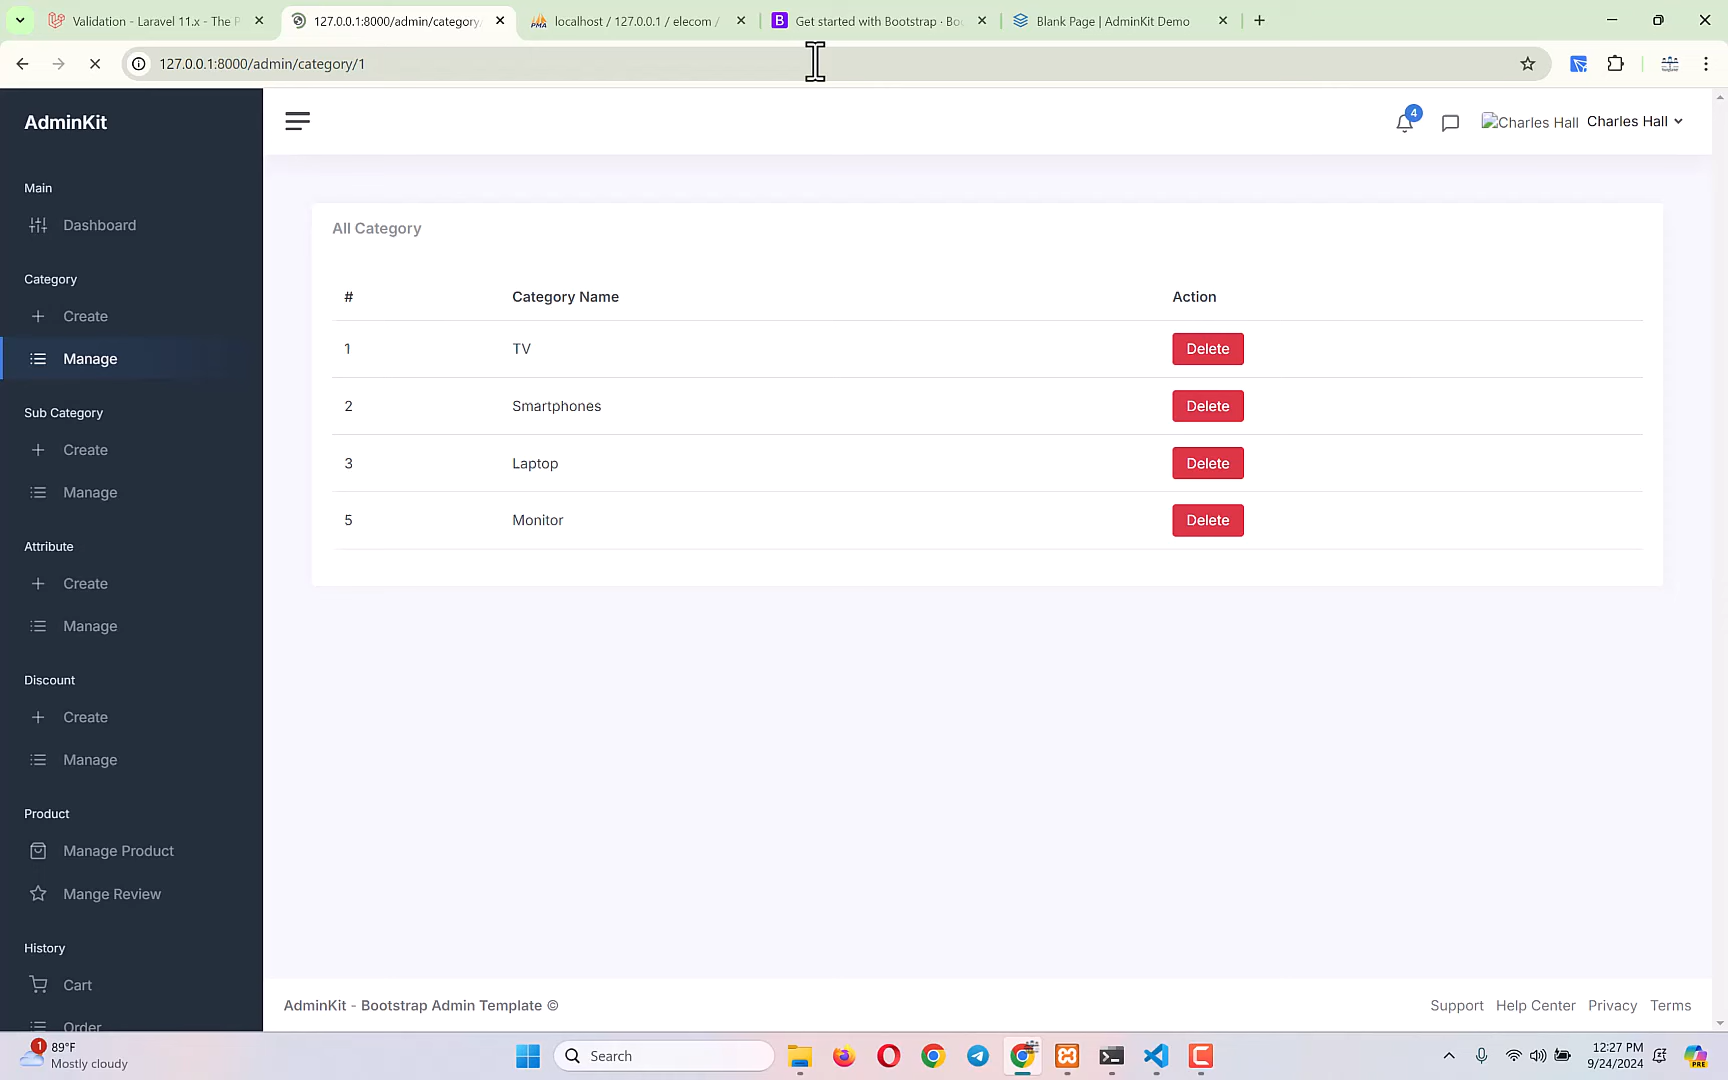 Validation - Laravel 11.x - The P
127.0.0.1:8000/admin/category/
localhost / 127.0.0.1 / elecom /
Get started with Bootstrap · Bo
Blank Page | AdminKit Demo
127.0.0.1:8000/admin/category/1
AdminKit
4
Charles Hall
Charles Hall
Main
Dashboard
Category
Create
Manage
Sub Category
Create
Manage
Attribute
Create
Manage
Discount
Create
Manage
Product
Manage Product
Mange Review
History
Cart
Order
All Category
# Category Name Action
1 TV Delete
2 Smartphones Delete
3 Laptop Delete
5 Monitor Delete
AdminKit - Bootstrap Admin Template ©
Support Help Center Privacy Terms
1
89°F
Mostly cloudy
Search
12:27 PM
9/24/2024
PRE